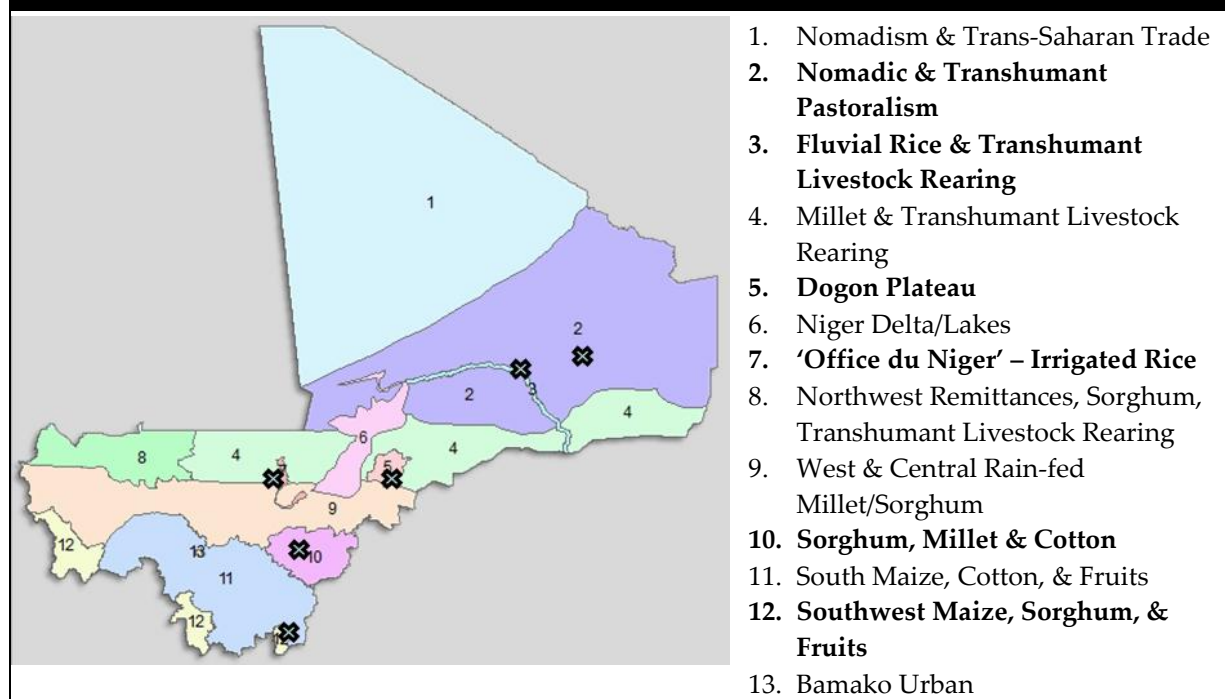 1. Nomadism & Trans-Saharan Trade
2. Nomadic & Transhumant
Pastoralism
3. Fluvial Rice & Transhumant
Livestock Rearing
4. Millet & Transhumant Livestock
Rearing
5. Dogon Plateau
6. Niger Delta/Lakes
7. ‘Office du Niger’ – Irrigated Rice
8. Northwest Remittances, Sorghum,
Transhumant Livestock Rearing
9. West & Central Rain-fed
Millet/Sorghum
10. Sorghum, Millet & Cotton
11. South Maize, Cotton, & Fruits
12. Southwest Maize, Sorghum, &
Fruits
13. Bamako Urban
1
2
2
3
4
6
4
5
8
4
9
12
13
10
11
12